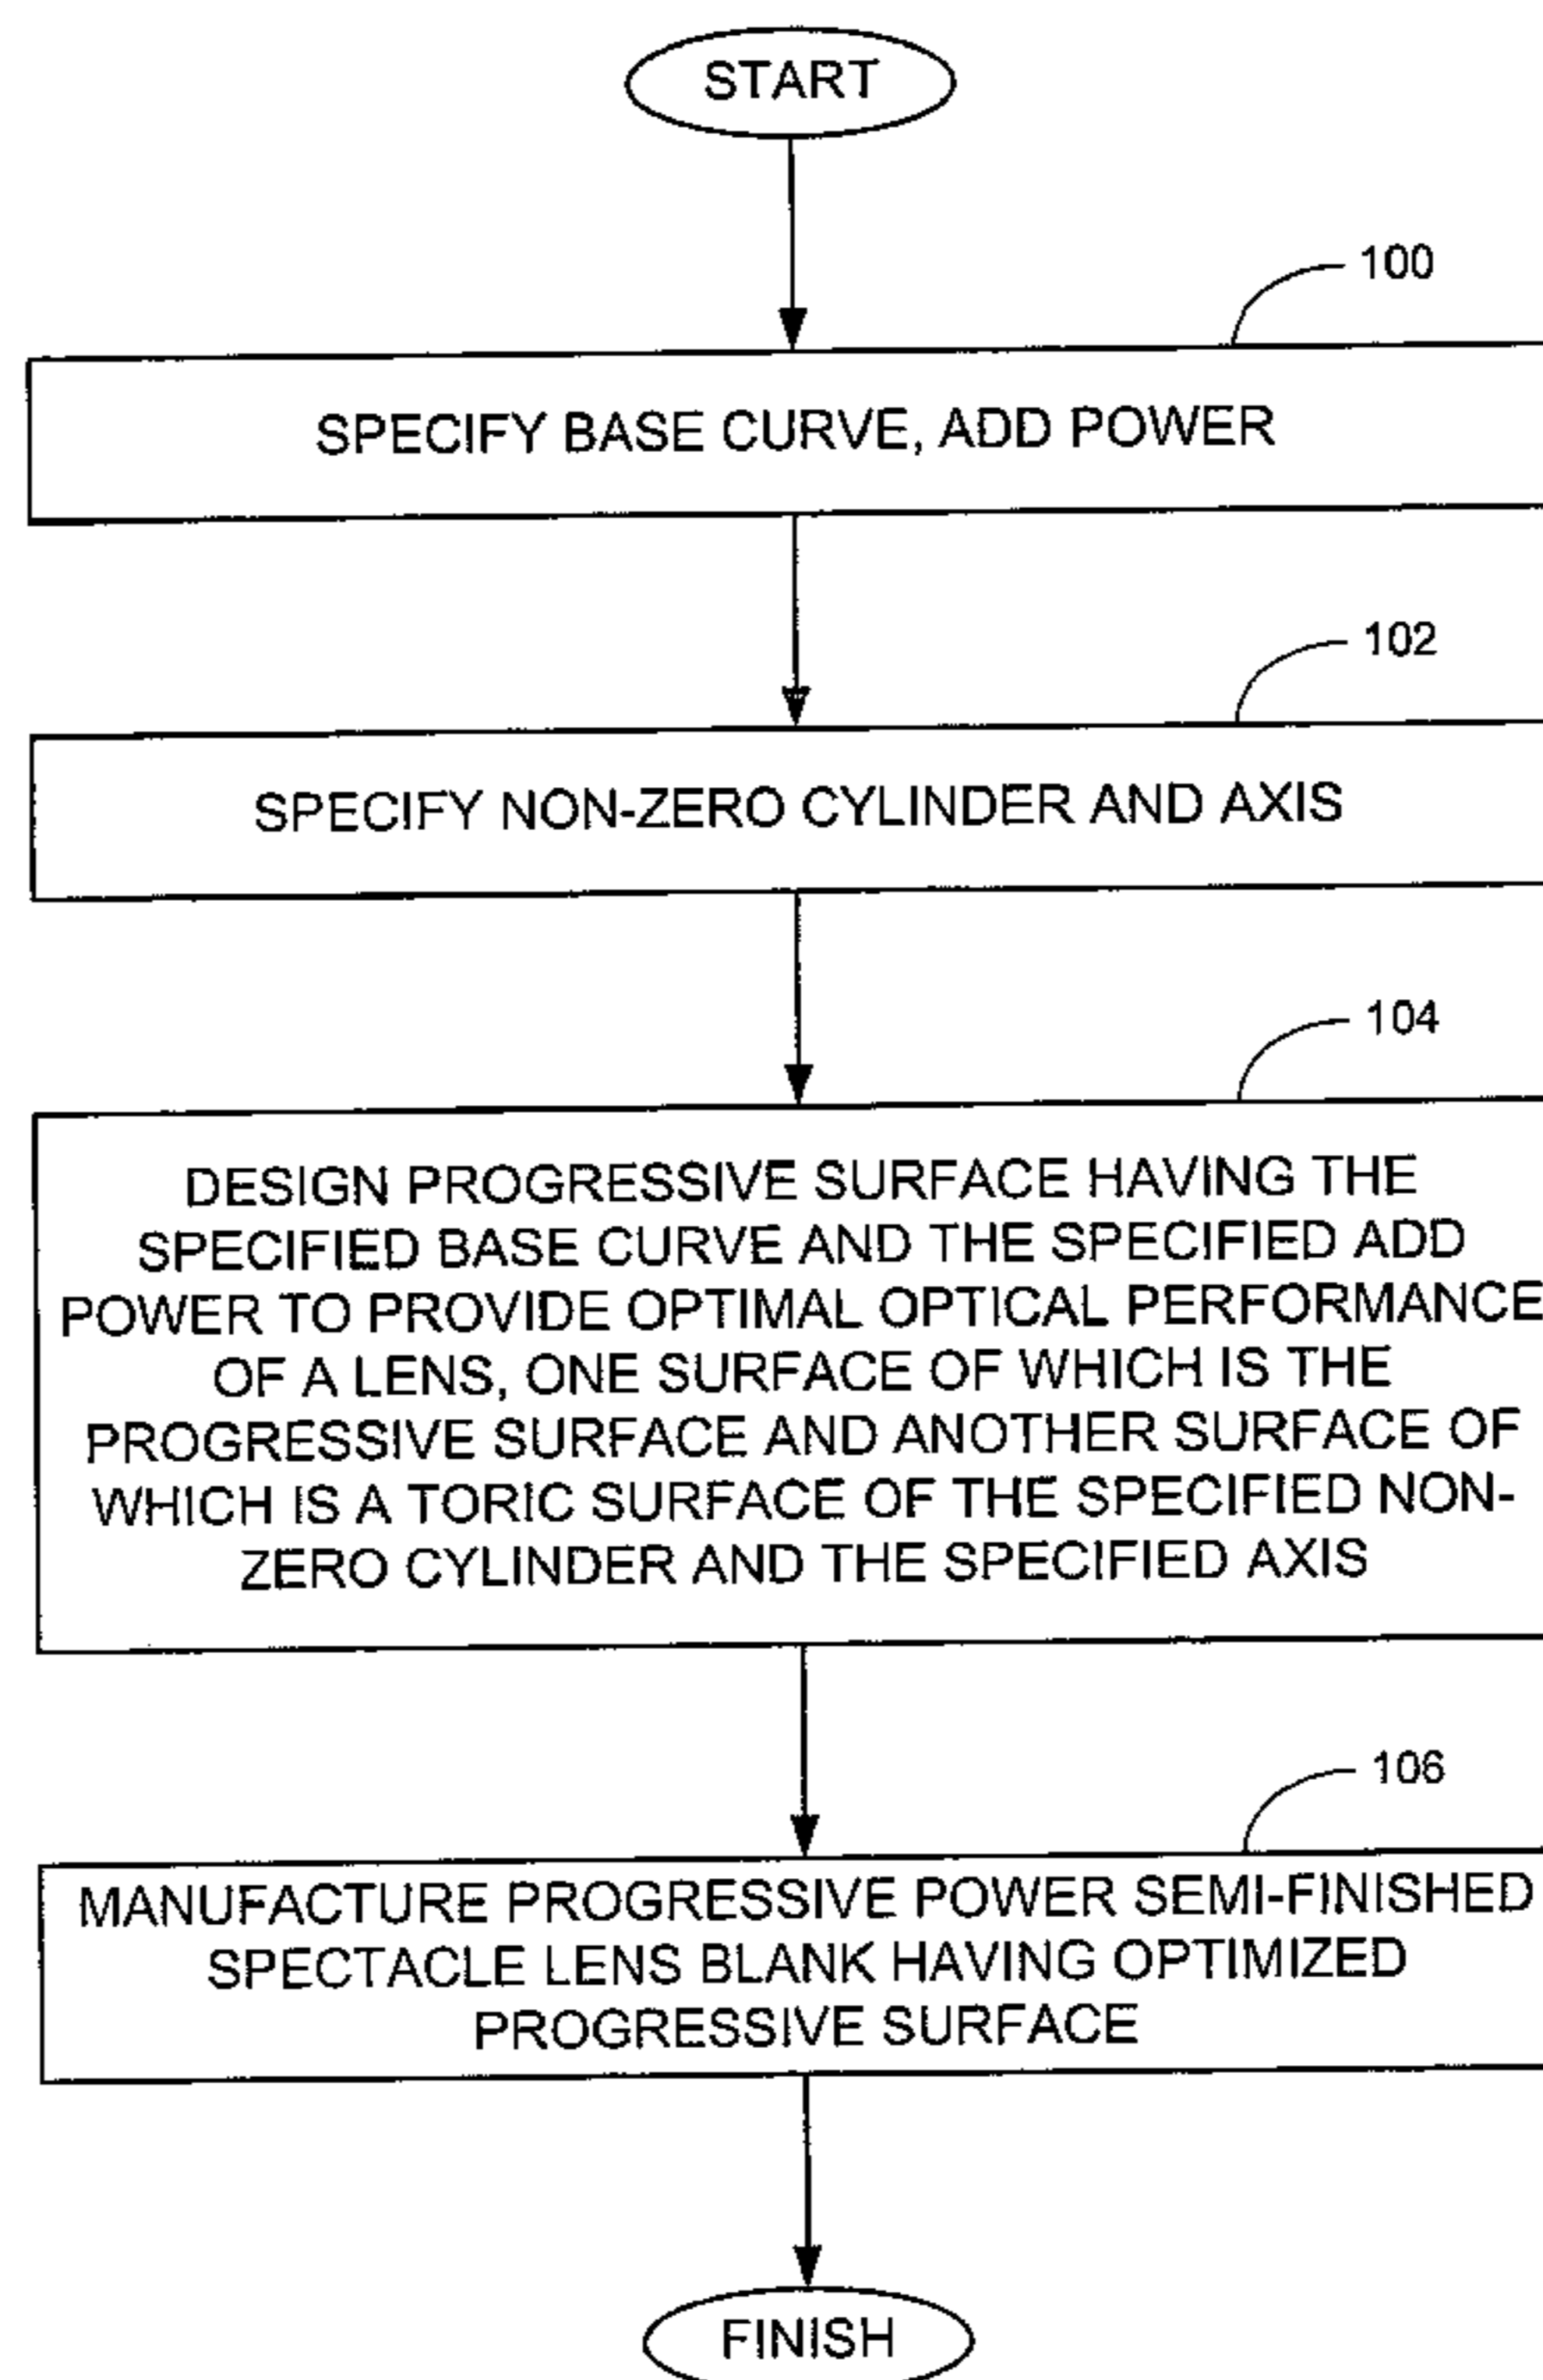 START
100
SPECIFY BASE CURVE, ADD POWER
102
SPECIFY NON-ZERO CYLINDER AND AXIS
104
DESIGN PROGRESSIVE SURFACE HAVING THE
SPECIFIED BASE CURVE AND THE SPECIFIED ADD
POWER TO PROVIDE OPTIMAL OPTICAL PERFORMANCE
OF A LENS, ONE SURFACE OF WHICH IS THE
PROGRESSIVE SURFACE AND ANOTHER SURFACE OF
WHICH IS A TORIC SURFACE OF THE SPECIFIED NON-
ZERO CYLINDER AND THE SPECIFIED AXIS
106
MANUFACTURE PROGRESSIVE POWER SEMI-FINISHED
SPECTACLE LENS BLANK HAVING OPTIMIZED
PROGRESSIVE SURFACE
FINISH